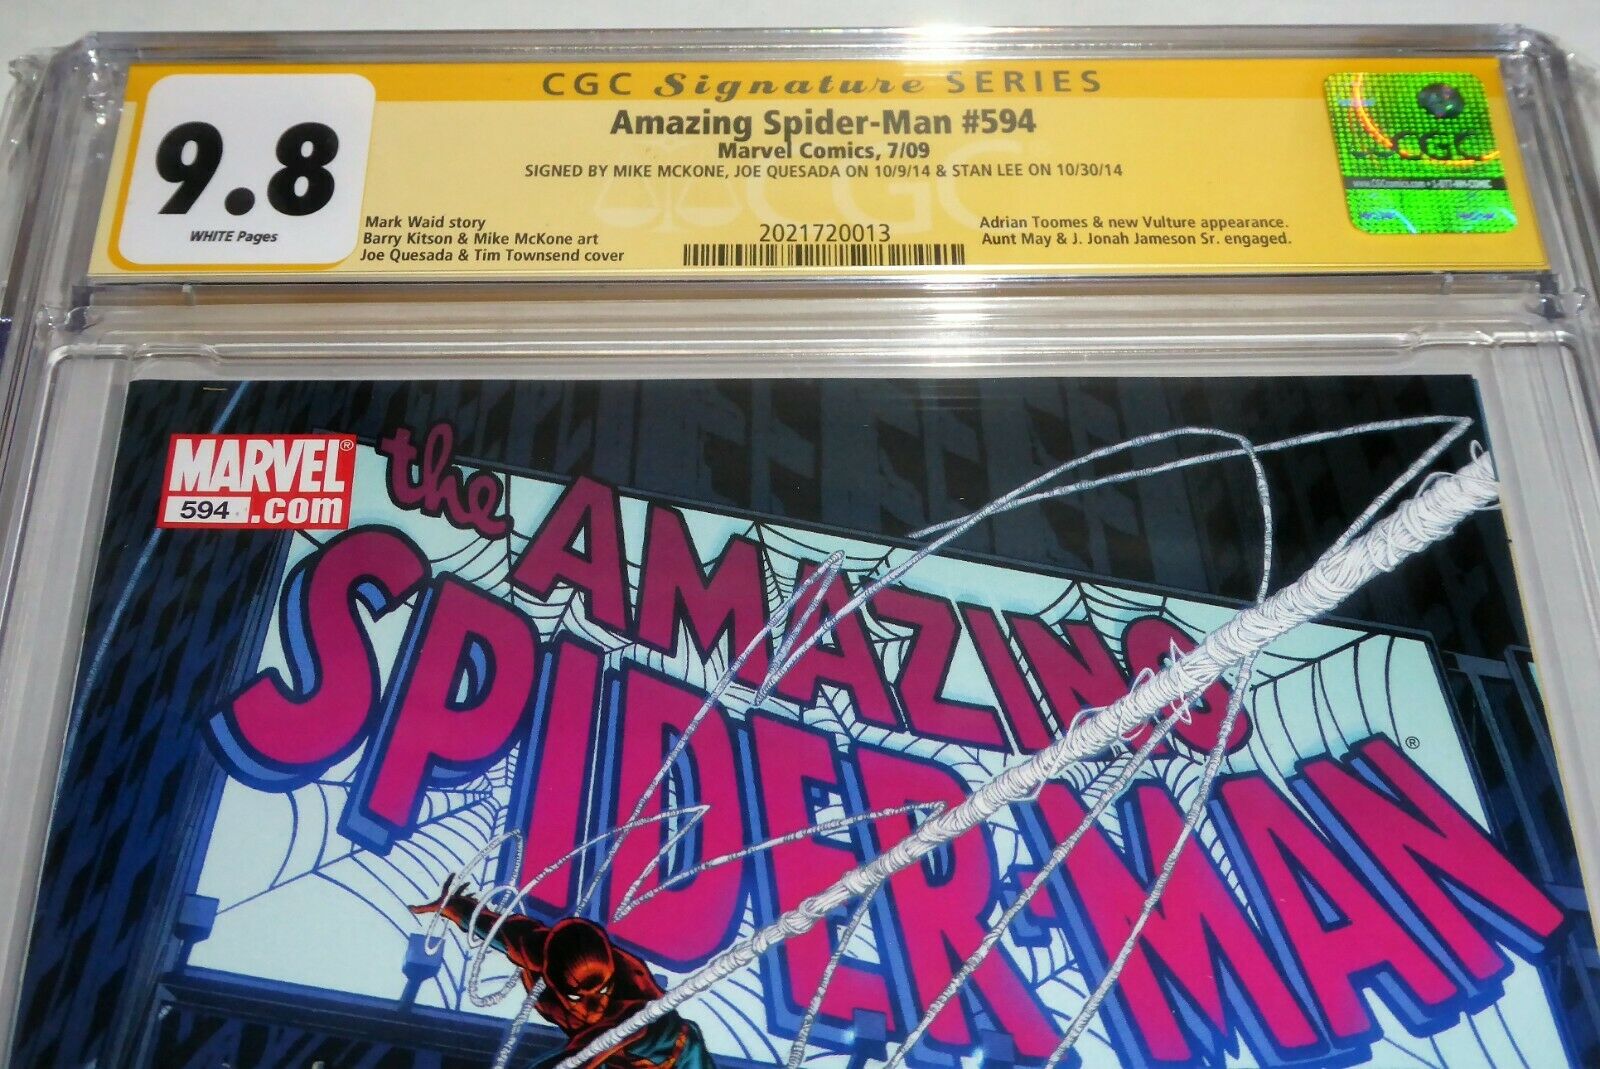 CGC Signature SERIES
9.8
WHITE Pages
Amazing Spider-Man #594
Marvel Comics, 7/09
SIGNED BY MIKE MCKONE, JOE QUESADA ON 10/9/14 & STAN LEE ON 10/30/14
Mark Waid story
Barry Kitson & Mike McKone art
Joe Quesada & Tim Townsend cover
2021720013
Adrian Toomes & new Vulture appearance.
Aunt May & J. Jonah Jameson Sr. engaged.
CGC
CGC
MARVEL®
594 .com
the AMAZING
SPIDER-MAN®